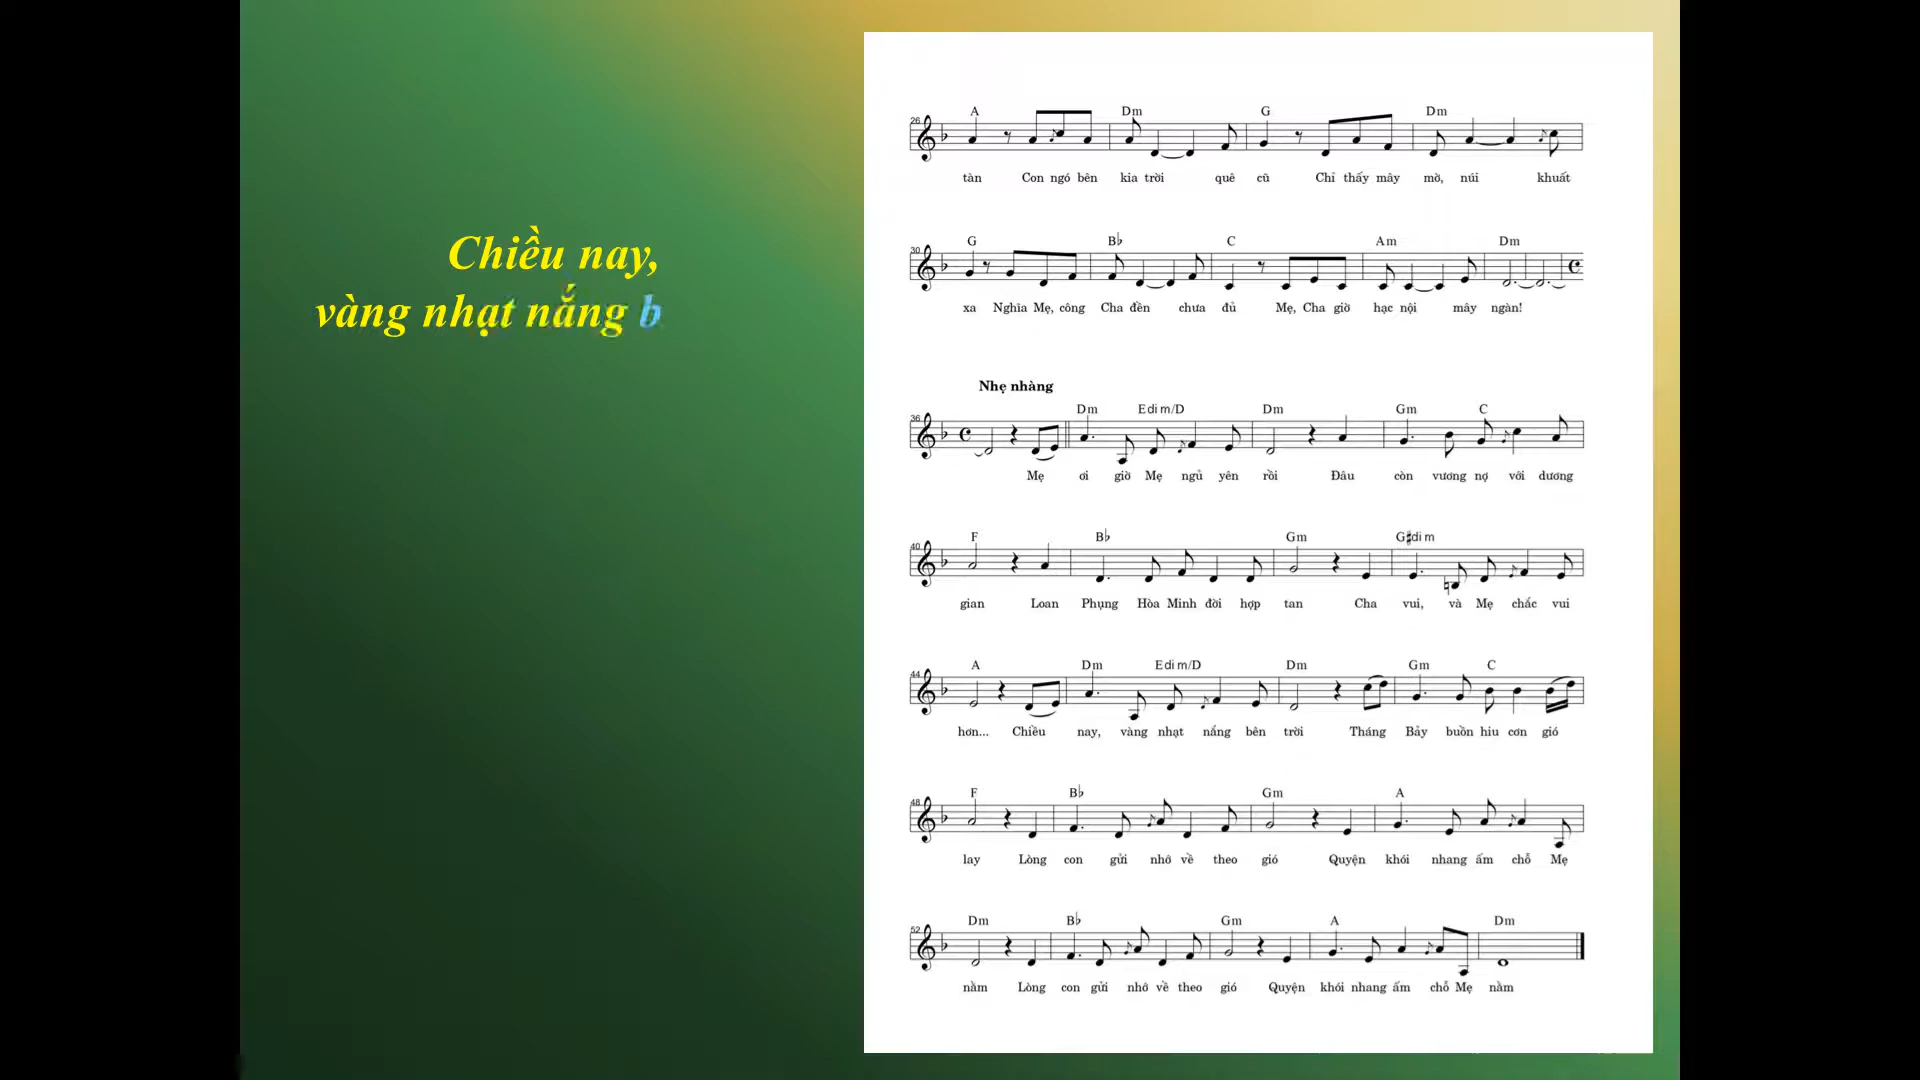 Chiều nay,
vàng nhạt nắng b
A Dm G Dm
26
tàn Con ngó bên kia trời quê cũ Chỉ thấy mây mờ, núi khuất
G B♭ C Am Dm
30
xa Nghĩa Mẹ, công Cha đền chưa đủ Mẹ, Cha giờ hạc nội mây ngàn!
Nhẹ nhàng
Dm Edim/D Dm Gm C
36
Mẹ ơi giờ Mẹ ngủ yên rồi Đâu còn vương nợ với dương
F B♭ Gm G♯dim
40
gian Loan Phụng Hòa Minh đời hợp tan Cha vui, và Mẹ chắc vui
A Dm Edim/D Dm Gm C
44
hơn... Chiều nay, vàng nhạt nắng bên trời Tháng Bảy buồn hiu cơn gió
F B♭ Gm A
48
lay Lòng con gửi nhớ về theo gió Quyện khói nhang ấm chỗ Mẹ
Dm B♭ Gm A Dm
52
nằm Lòng con gửi nhớ về theo gió Quyện khói nhang ấm chỗ Mẹ nằm